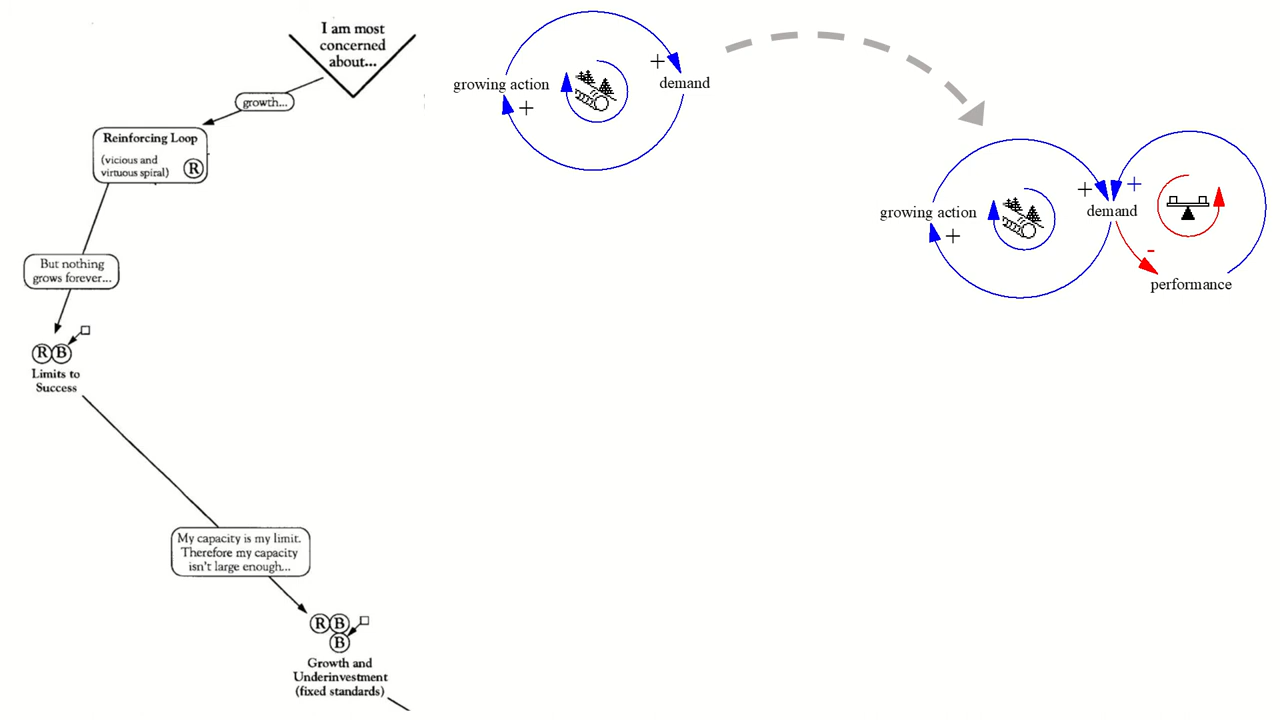 I am most
concerned
about...
growth...
Reinforcing Loop
(vicious and
virtuous spiral)
R
But nothing
grows forever...
R B
Limits to
Success
My capacity is my limit.
Therefore my capacity
isn't large enough...
R B
B
Growth and
Underinvestment
(fixed standards)
growing action
+
+
demand
growing action
+
+
demand
+
-
performance